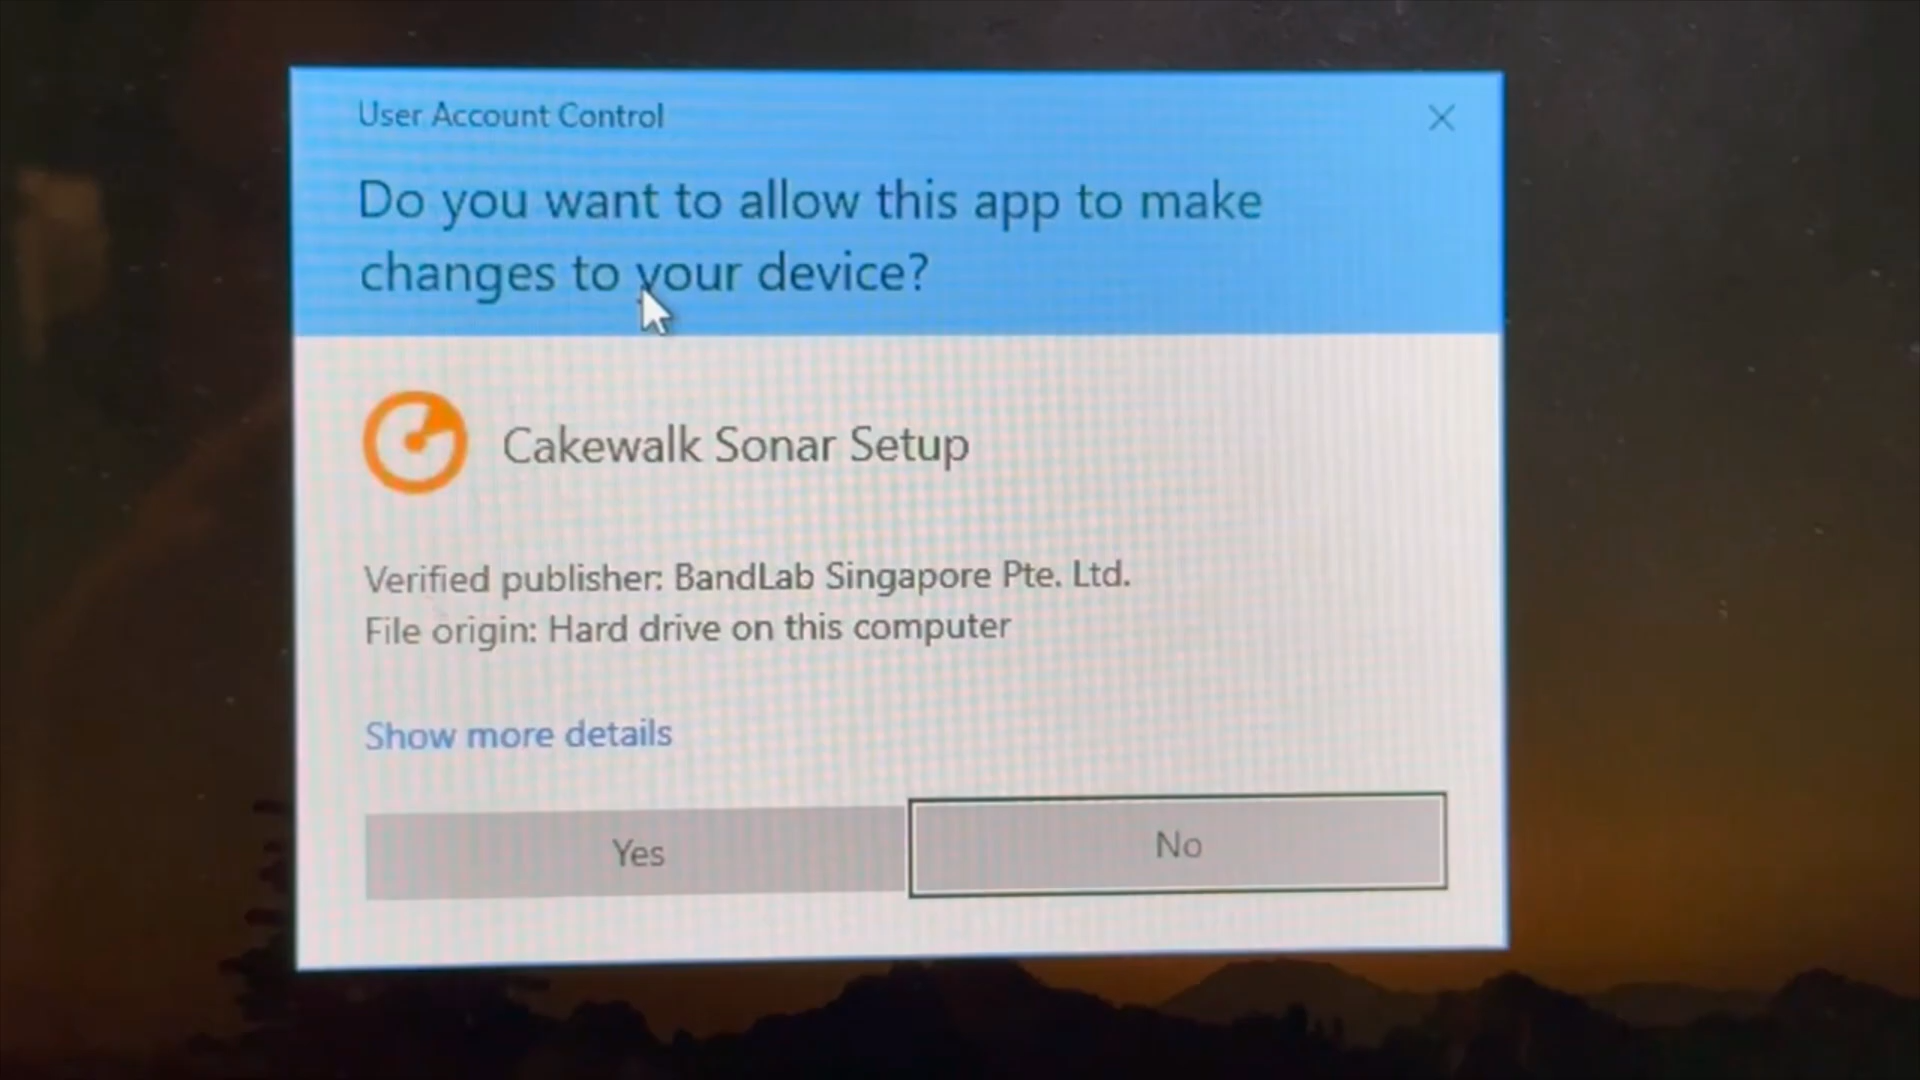 User Account Control
Do you want to allow this app to make
changes to your device?
Cakewalk Sonar Setup
Verified publisher: BandLab Singapore Pte. Ltd.
File origin: Hard drive on this computer
Show more details
Yes
No